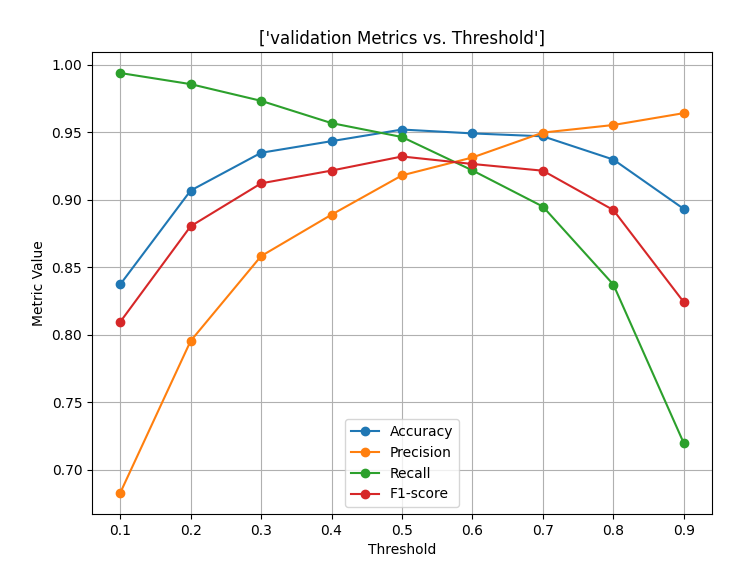 ['validation Metrics vs. Threshold']
1.00
0.95
0.90
0.85
0.80
0.75
0.70
Metric Value
Accuracy
Precision
Recall
F1-score
0.1 0.2 0.3 0.4 0.5 0.6 0.7 0.8 0.9
Threshold